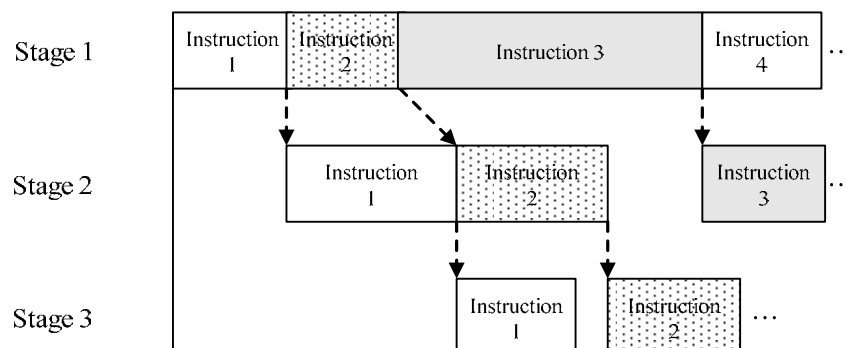 Stage 1
Instruction
1
Instruction
2
Instruction 3
Instruction
4
..
Stage 2
Instruction
1
Instruction
2
Instruction
3
..
Stage 3
Instruction
1
Instruction
2
...